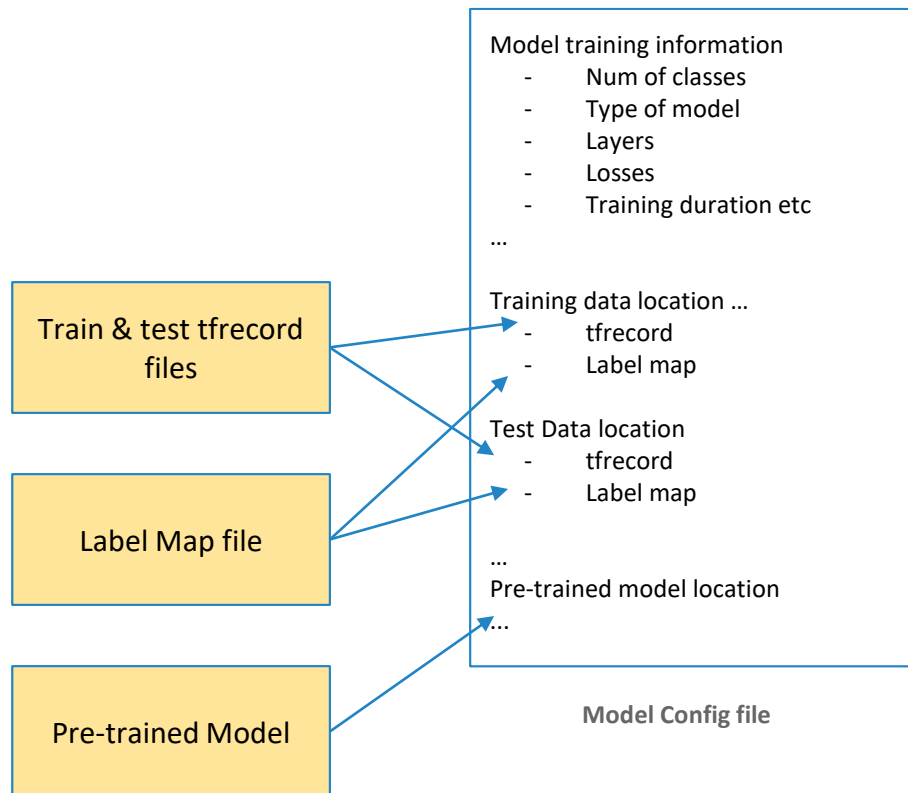 Model training information
- Num of classes
- Type of model
- Layers
- Losses
- Training duration etc
…
Train & test tfrecord
files
Training data location …
- tfrecord
- Label map
Test Data location
- tfrecord
- Label map
Label Map file
…
Pre-trained model location
...
Pre-trained Model
Model Config file